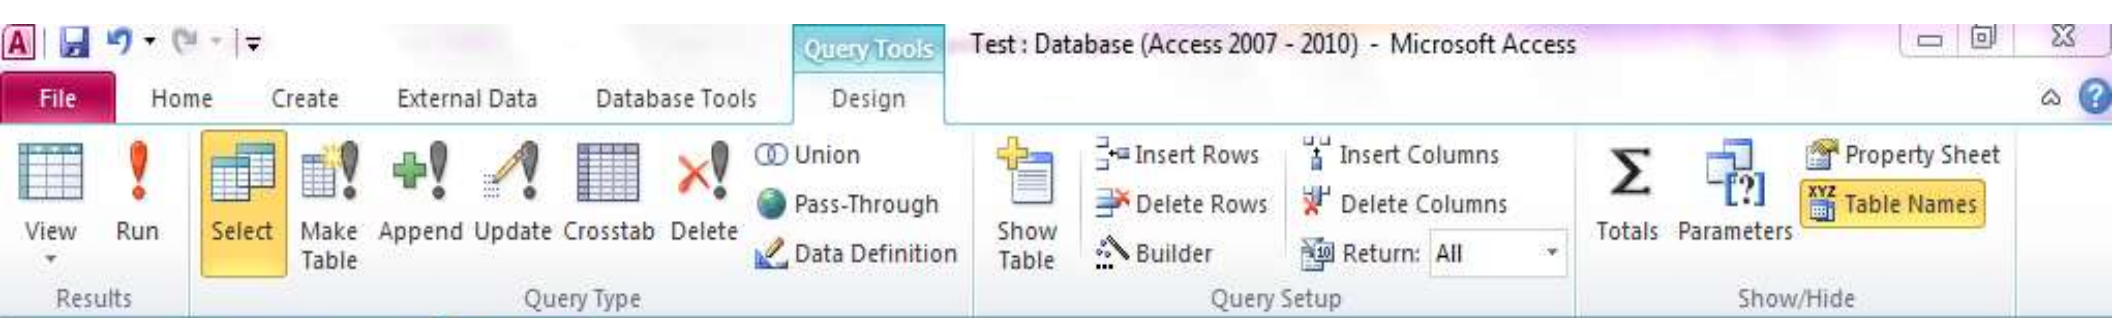 A
Query Tools
Test : Database (Access 2007 - 2010) - Microsoft Access
File
Home
Create
External Data
Database Tools
Design
?
View
Run
Select
Make
Table
Append
Update
Crosstab
Delete
Union
Pass-Through
Data Definition
Show
Table
Insert Rows
Delete Rows
Builder
Insert Columns
Delete Columns
10
Return: All
Σ
Totals
[?]
Parameters
Property Sheet
XYZ
Table Names
Results
Query Type
Query Setup
Show/Hide